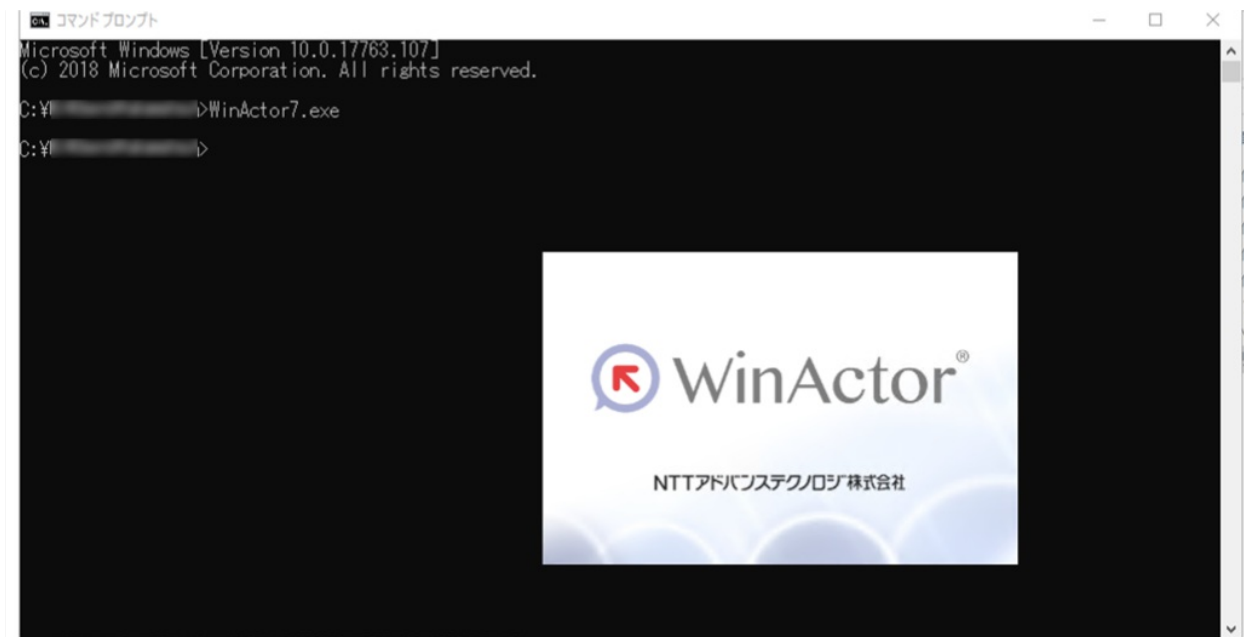 コマンド プロンプト
Microsoft Windows [Version 10.0.17763.107]
(c) 2018 Microsoft Corporation. All rights reserved.
C:¥ >WinActor7.exe
C:¥ >
WinActor®
NTTアドバンステクノロジ株式会社